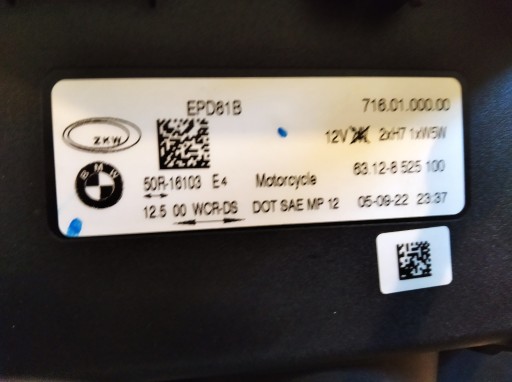 EPD81B 716.01.000.00
ZKW
12V 2xH7 1xW5W
BMW
50R-16103 E4 Motorcycle 63.12-8 525 100
12.5 00 WCR-DS DOT SAE MP 12 05-09-22 23:37